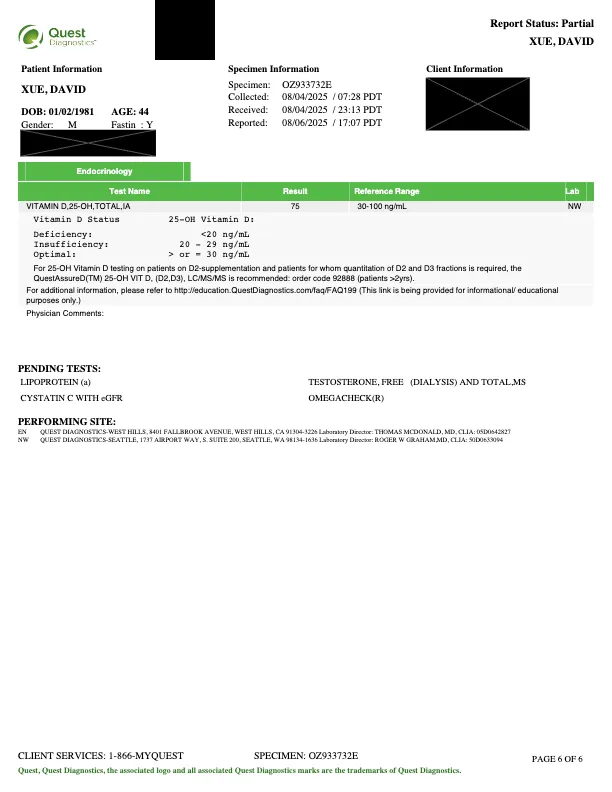 Quest
Diagnostics™
Report Status: Partial
XUE, DAVID
Patient Information
Specimen Information
Client Information
XUE, DAVID
DOB: 01/02/1981 AGE: 44
Gender: M Fastin : Y
Specimen: OZ933732E
Collected: 08/04/2025 / 07:28 PDT
Received: 08/04/2025 / 23:13 PDT
Reported: 08/06/2025 / 17:07 PDT
Endocrinology
Test Name Result Reference Range Lab
VITAMIN D,25-OH,TOTAL,IA 75 30-100 ng/mL NW
Vitamin D Status 25-OH Vitamin D:
Deficiency: <20 ng/mL
Insufficiency: 20 - 29 ng/mL
Optimal: > or = 30 ng/mL
For 25-OH Vitamin D testing on patients on D2-supplementation and patients for whom quantitation of D2 and D3 fractions is required, the
QuestAssureD(TM) 25-OH VIT D, (D2,D3), LC/MS/MS is recommended: order code 92888 (patients >2yrs).
For additional information, please refer to http://education.QuestDiagnostics.com/faq/FAQ199 (This link is being provided for informational/ educational
purposes only.)
Physician Comments:
PENDING TESTS:
LIPOPROTEIN (a) TESTOSTERONE, FREE (DIALYSIS) AND TOTAL,MS
CYSTATIN C WITH eGFR OMEGACHECK(R)
PERFORMING SITE:
EN QUEST DIAGNOSTICS-WEST HILLS, 8401 FALLBROOK AVENUE, WEST HILLS, CA 91304-3226 Laboratory Director: THOMAS MCDONALD, MD, CLIA: 05D0642827
NW QUEST DIAGNOSTICS-SEATTLE, 1737 AIRPORT WAY, S. SUITE 200, SEATTLE, WA 98134-1636 Laboratory Director: ROGER W GRAHAM,MD, CLIA: 50D0633094
CLIENT SERVICES: 1-866-MYQUEST SPECIMEN: OZ933732E PAGE 6 OF 6
Quest, Quest Diagnostics, the associated logo and all associated Quest Diagnostics marks are the trademarks of Quest Diagnostics.